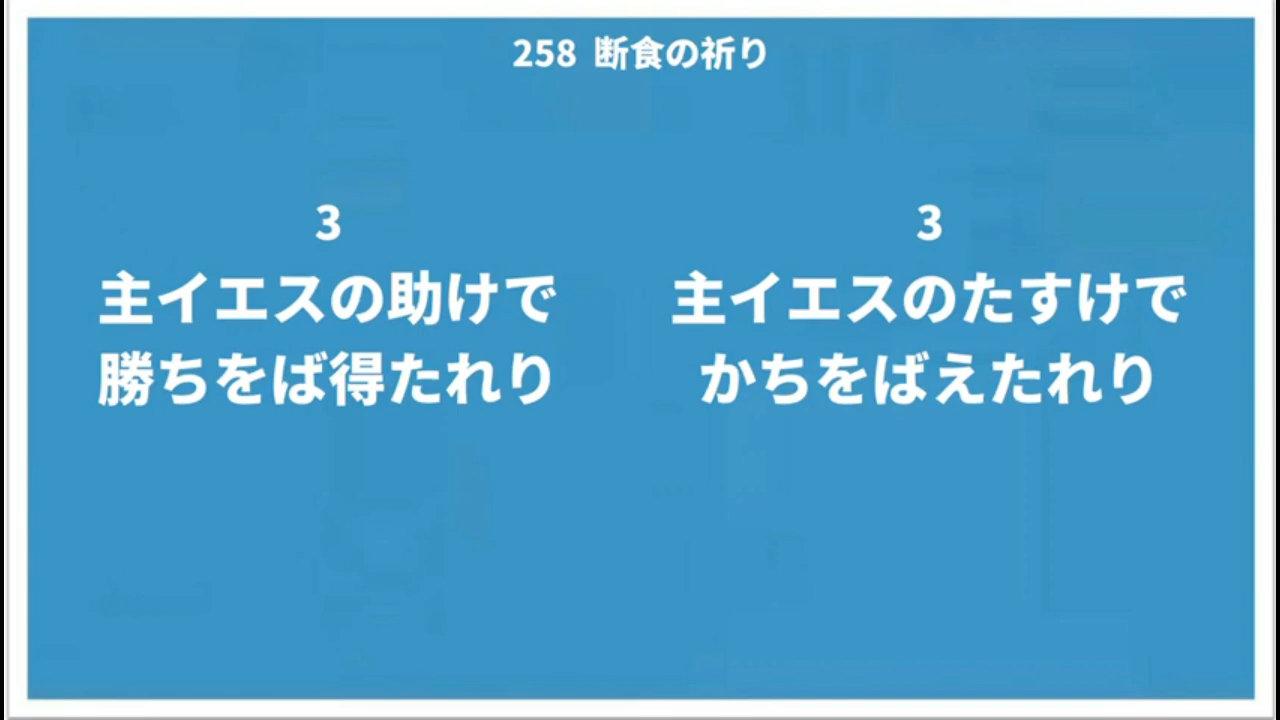 258 断食の祈り
3
主イエスの助けで
勝ちをば得たれり
3
主イエスのたすけで
かちをばえたれり